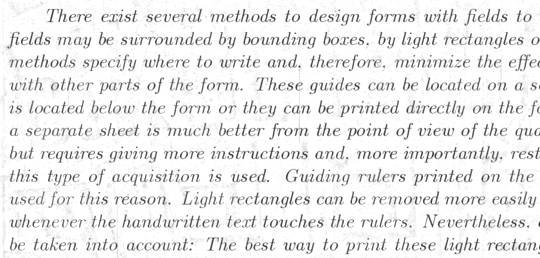 There exist several methods to design forms with fields to
fields may be surrounded by bounding boxes, by light rectangles o
methods specify where to write and, therefore, minimize the effe
with other parts of the form. These guides can be located on a s
is located below the form or they can be printed directly on the fo
a separate sheet is much better from the point of view of the qua
but requires giving more instructions and, more importantly, rest
this type of acquisition is used. Guiding rulers printed on the
used for this reason. Light rectangles can be removed more easily
whenever the handwritten text touches the rulers. Nevertheless,
be taken into account: The best way to print these light rectang